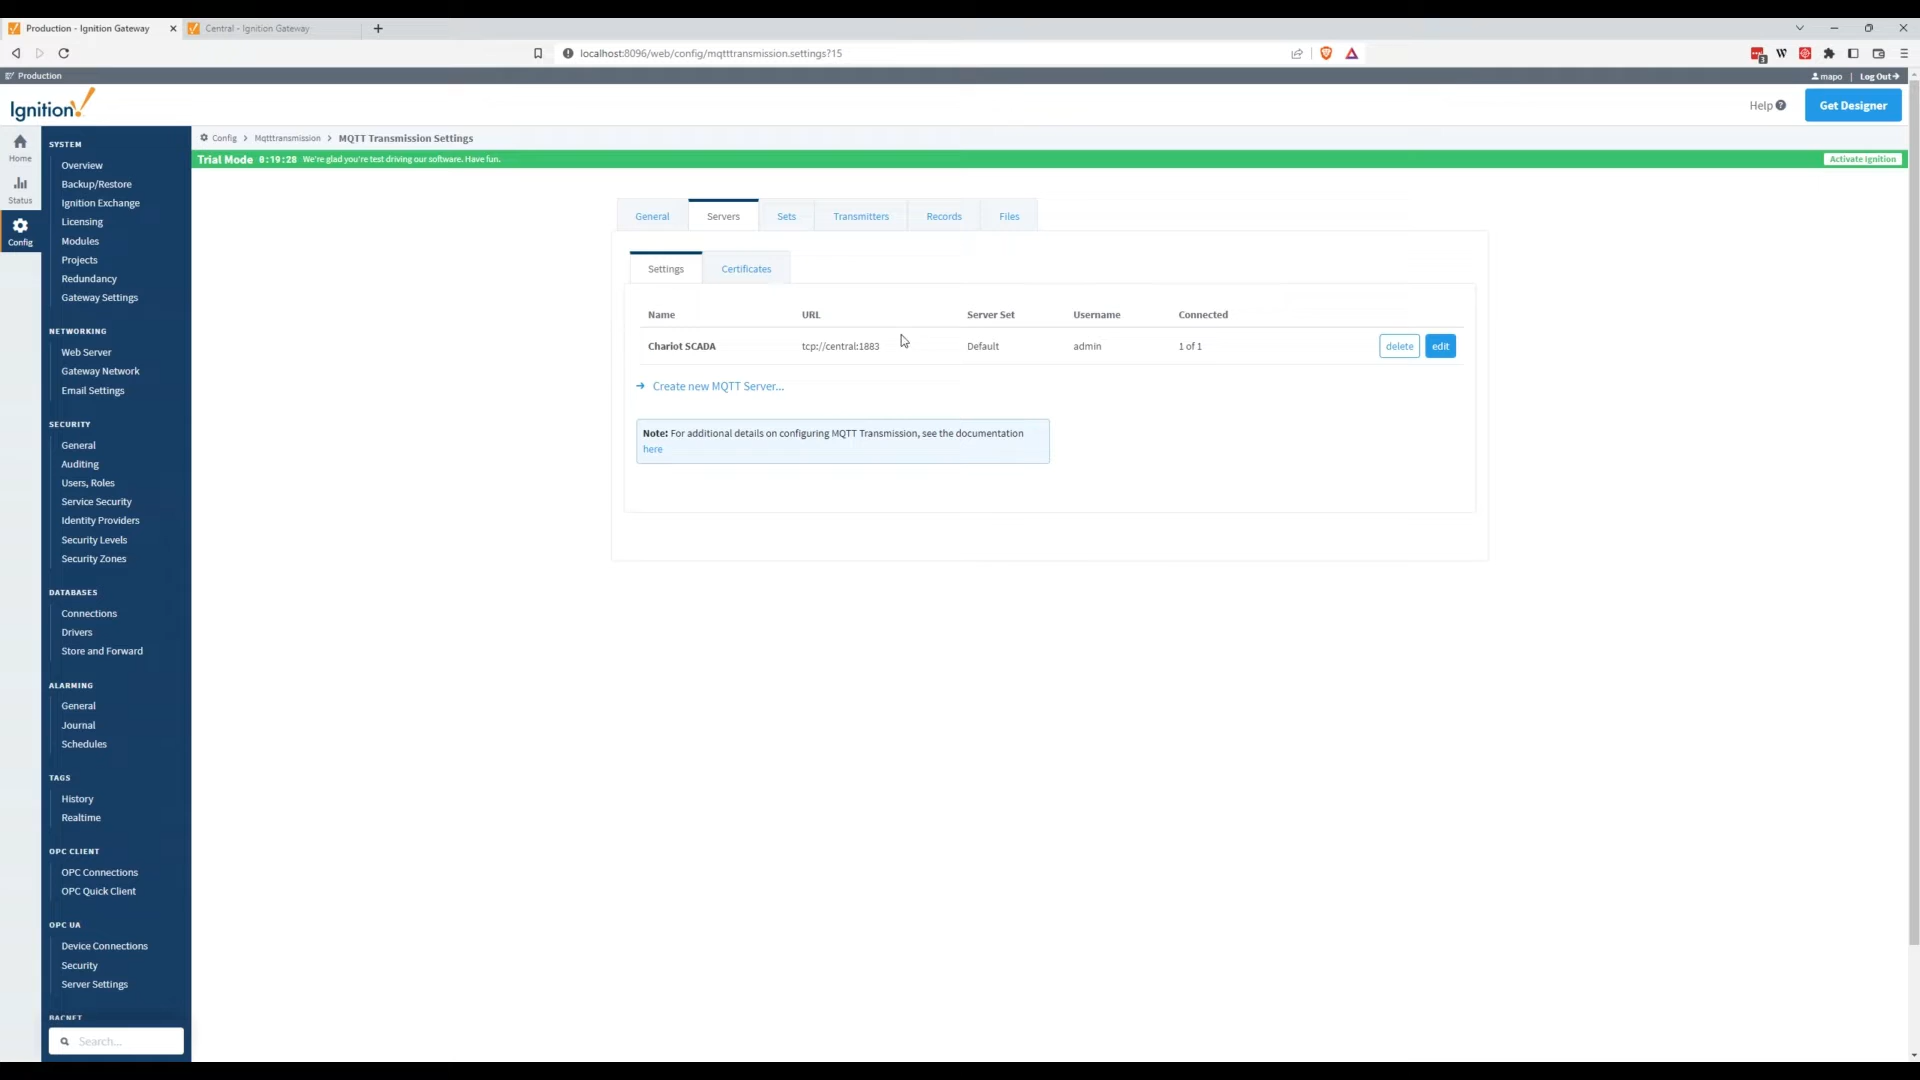 Production - Ignition Gateway
Central - Ignition Gateway
localhost:8096/web/config/mqtttransmission.settings?15
3
W
Production
mapo | Log Out
Ignition!
Help
Get Designer
Config > Mqtttransmission > MQTT Transmission Settings
Trial Mode 0:19:28 We're glad you're test driving our software. Have fun.
Activate Ignition
Home
Status
Config
SYSTEM
Overview
Backup/Restore
Ignition Exchange
Licensing
Modules
Projects
Redundancy
Gateway Settings
NETWORKING
Web Server
Gateway Network
Email Settings
SECURITY
General
Auditing
Users, Roles
Service Security
Identity Providers
Security Levels
Security Zones
DATABASES
Connections
Drivers
Store and Forward
ALARMING
General
Journal
Schedules
TAGS
History
Realtime
OPC CLIENT
OPC Connections
OPC Quick Client
OPC UA
Device Connections
Security
Server Settings
BACNET
Search...
General Servers Sets Transmitters Records Files
Settings Certificates
Name URL Server Set Username Connected
Chariot SCADA tcp://central:1883 Default admin 1 of 1 delete edit
Create new MQTT Server...
Note: For additional details on configuring MQTT Transmission, see the documentation
here